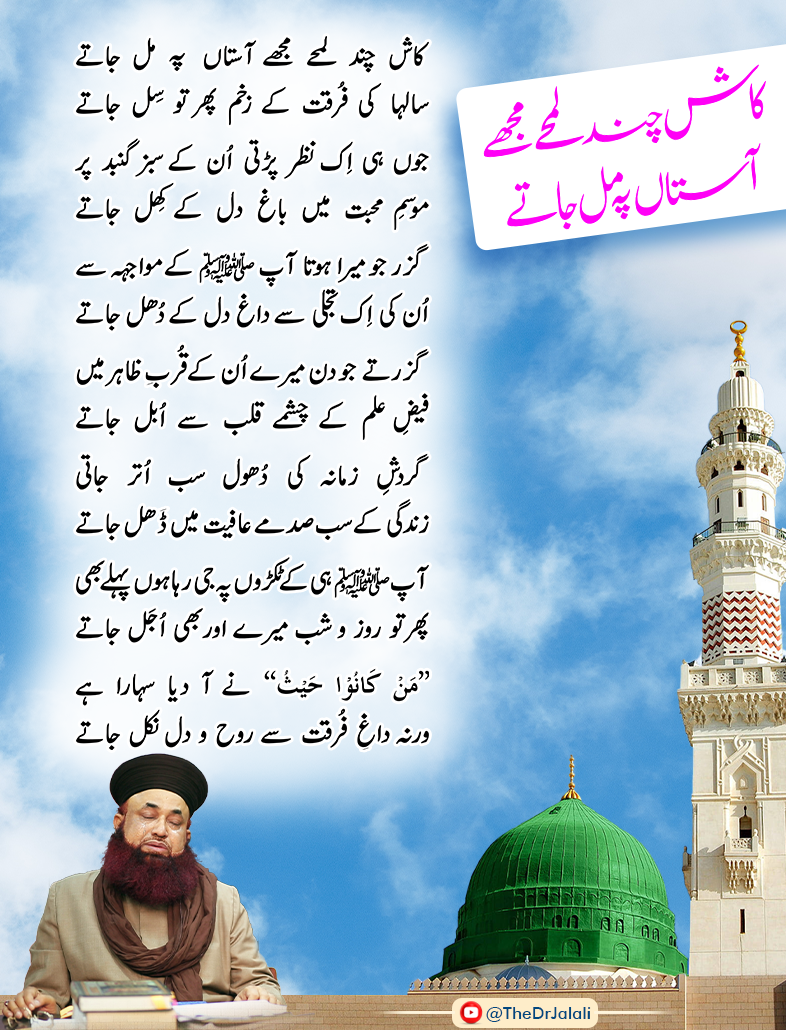 کاش چند لمحے مجھے
آستاں پہ مل جاتے
کاش چند لمحے مجھے آستاں پہ مل جاتے
سالہا کی فُرقت کے زخم پھر تو سِل جاتے
جوں ہی اِک نظر پڑتی اُن کے سبز گنبد پر
موسمِ محبت میں باغ دل کے کِھل جاتے
گزر جو میرا ہوتا آپ ﷺ کے مواجہہ سے
اُن کی اِک تجلی سے داغ دل کے دُھل جاتے
گزرتے جو دن میرے اُن کے قُربِ ظاہر میں
فیضِ علم کے چشمے قلب سے اُبل جاتے
گردشِ زمانہ کی دُھول سب اُتر جاتی
زندگی کے سب صدمے عافیت میں ڈَھل جاتے
آپ ﷺ ہی کے ٹکڑوں پہ جی رہا ہوں پہلے بھی
پھر تو روز و شب میرے اور بھی اُجَل جاتے
”مَنْ كَانُوْا حَيْثُ“ نے آ دیا سہارا ہے
ورنہ داغِ فُرقت سے روح و دل نکل جاتے
@TheDrJalali